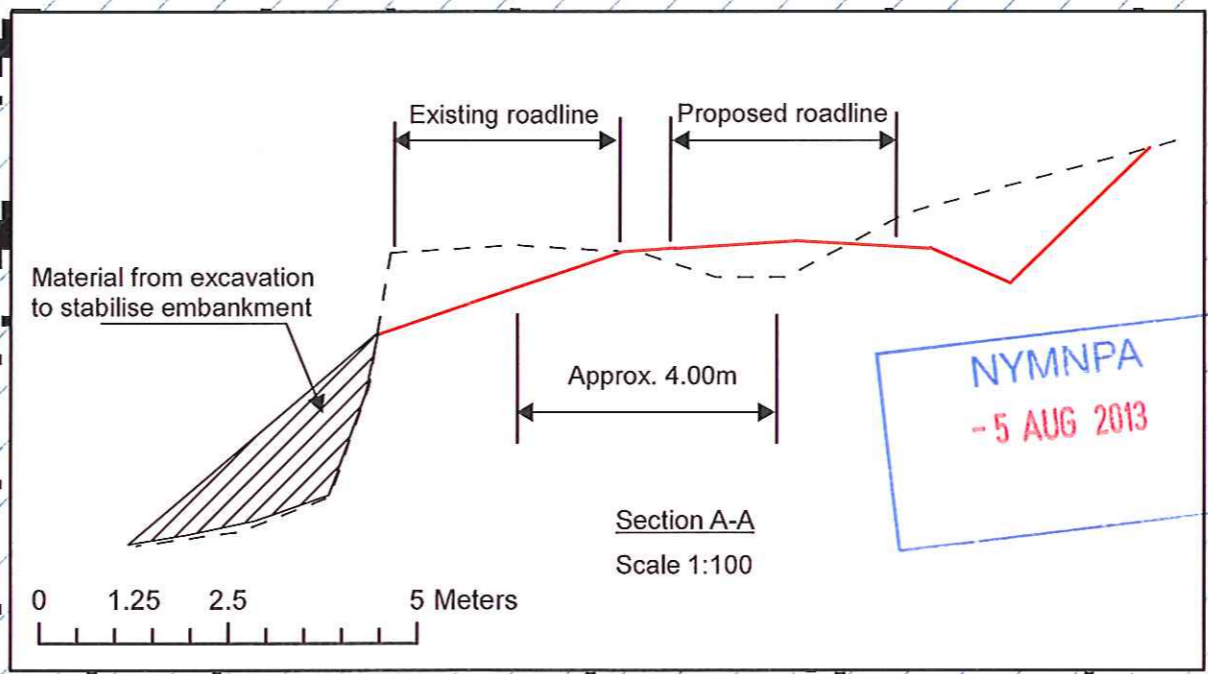 Existing roadline
Proposed roadline
Material from excavation
to stabilise embankment
Approx. 4.00m
NYMNPA
- 5 AUG 2013
Section A-A
Scale 1:100
0 1.25 2.5 5 Meters